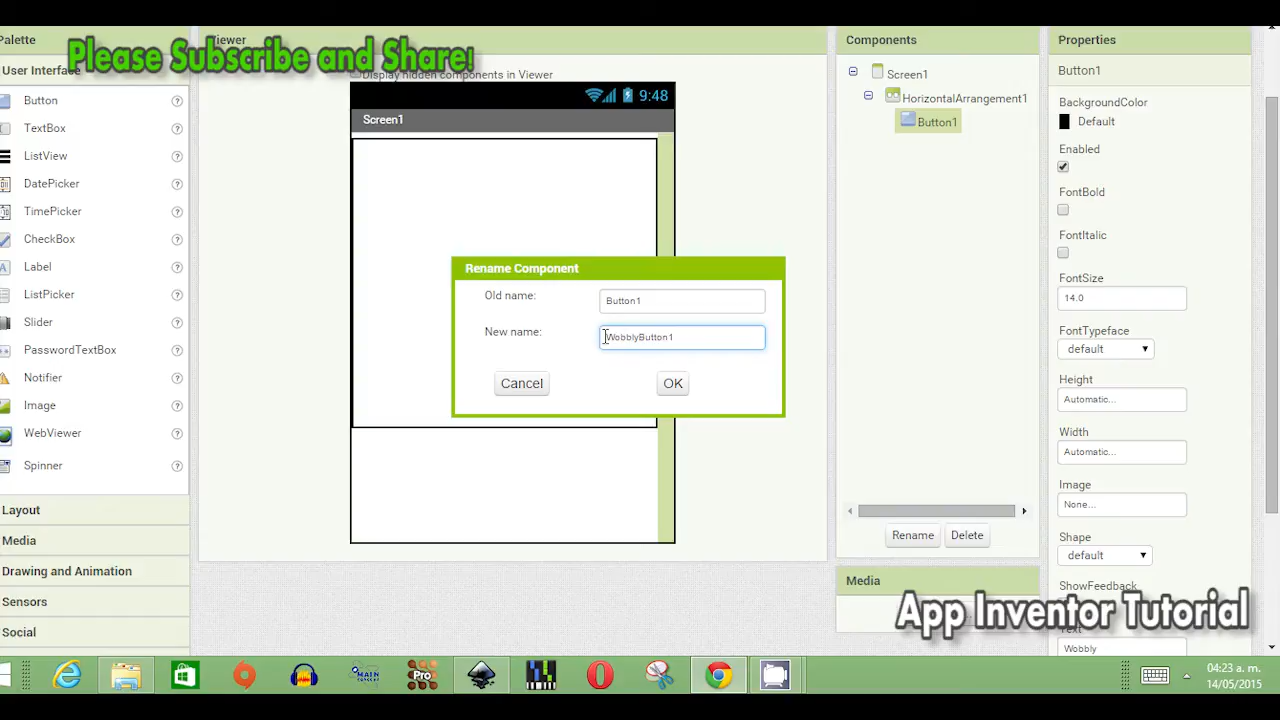 Palette
Viewer
Please Subscribe and Share!
User Interface
Display hidden components in Viewer
Button
TextBox
ListView
DatePicker
TimePicker
CheckBox
Label
ListPicker
Slider
PasswordTextBox
Notifier
Image
WebViewer
Spinner
Layout
Media
Drawing and Animation
Sensors
Social
9:48
Screen1
Rename Component
Old name:
Button1
New name:
WobblyButton1
Cancel
OK
Components
Screen1
HorizontalArrangement1
Button1
Rename
Delete
Media
Properties
Button1
BackgroundColor
Default
Enabled
FontBold
FontItalic
FontSize
14.0
FontTypeface
default
Height
Automatic...
Width
Automatic...
Image
None...
Shape
default
ShowFeedback
App Inventor Tutorial
Text
Wobbly
MAIN
Pro
04:23 a. m.
14/05/2015